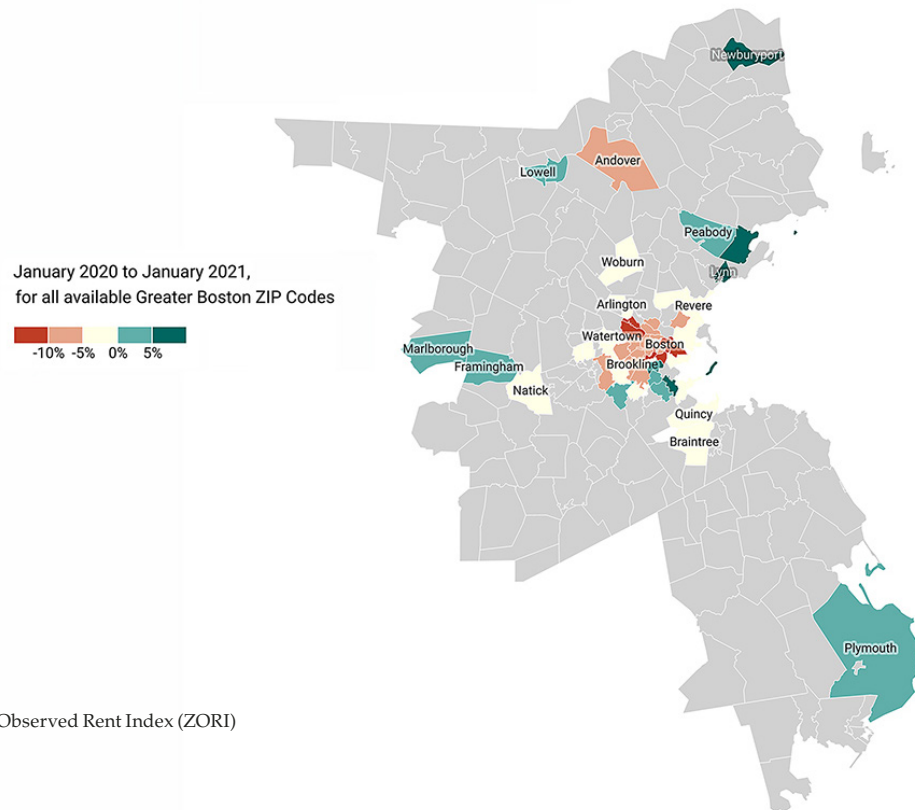 Newburyport
Andover
Lowell
Peabody
Lynn
Woburn
January 2020 to January 2021,
for all available Greater Boston ZIP Codes
-10% -5% 0% 5%
Arlington
Revere
Watertown
Boston
Marlborough
Framingham
Brookline
Natick
Quincy
Braintree
Plymouth
Observed Rent Index (ZORI)